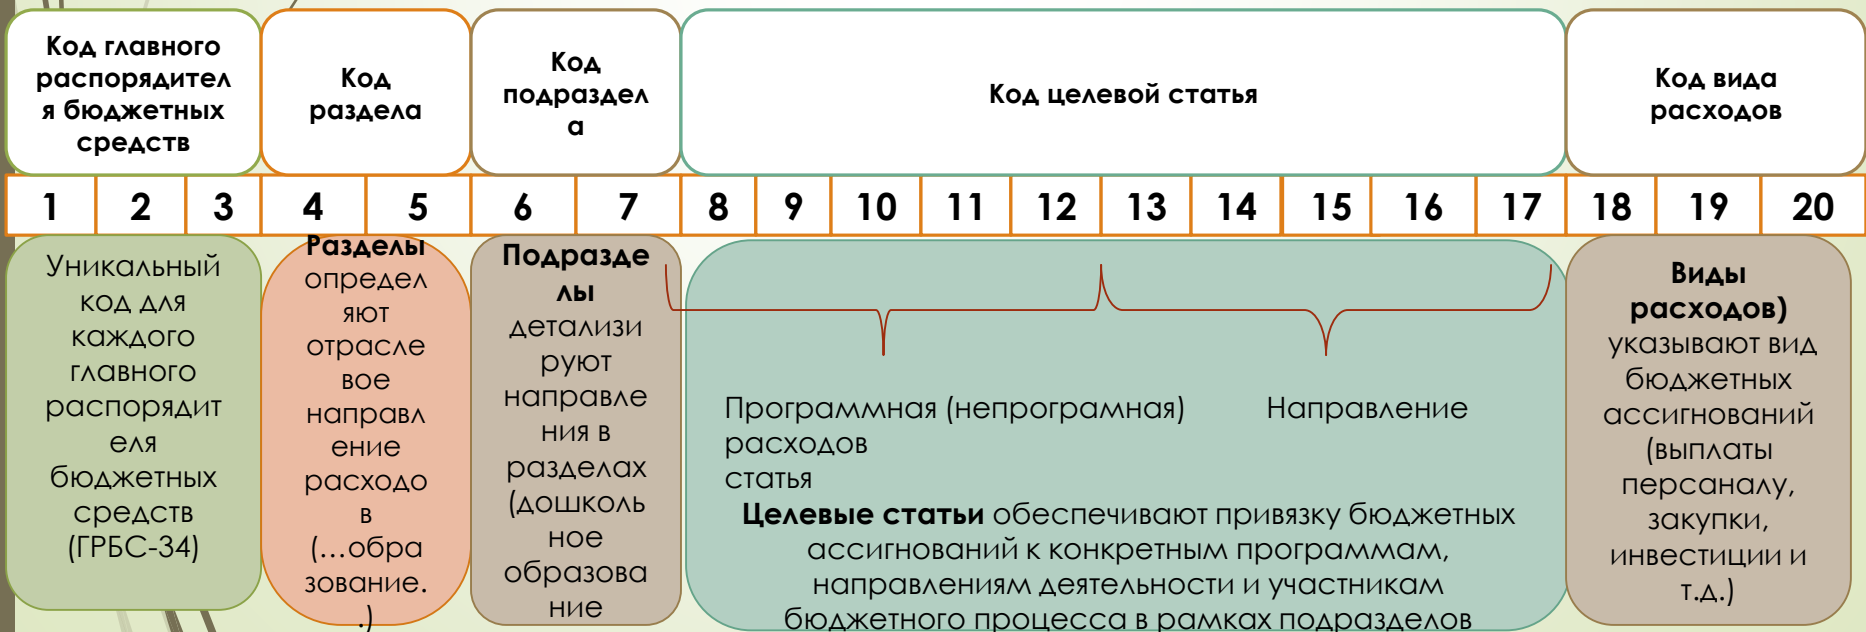 Код главного
распорядител
я бюджетных
средств
Код
раздела
Код
подраздел
а
Код целевой статья
Код вида
расходов
1 2 3 4 5 6 7 8 9 10 11 12 13 14 15 16 17 18 19 20
Уникальный
код для
каждого
главного
распорядит
еля
бюджетных
средств
(ГРБС-34)
Разделы
определ
яют
отрасле
вое
направл
ение
расходо
в
(...обра
зование.
.)
Подразде
лы
детализи
руют
направле
ния в
разделах
(дошколь
ное
образова
ние
Программная (непрограмная) Направление
расходов
статья
Целевые статьи обеспечивают привязку бюджетных
ассигнований к конкретным программам,
направлениям деятельности и участникам
бюджетного процесса в рамках подразделов
Виды
расходов)
указывают вид
бюджетных
ассигнований
(выплаты
персаналу,
закупки,
инвестиции и
т.д.)